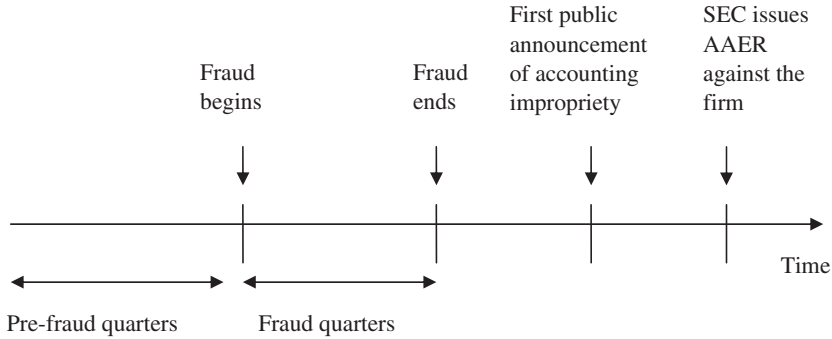 Fraud
begins
Fraud
ends
First public
announcement
of accounting
impropriety
SEC issues
AAER
against the
firm
Time
Pre-fraud quarters
Fraud quarters